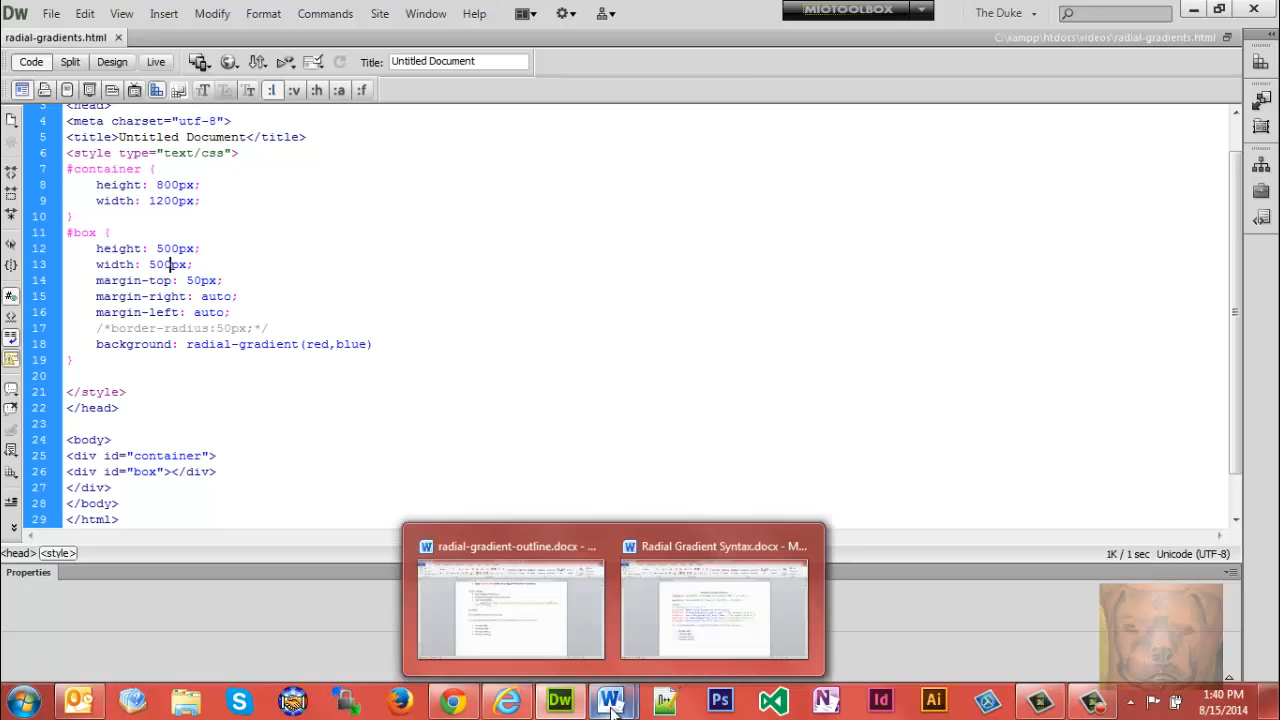 DW File Edit View Insert Modify Format Commands Site Window Help MIOTOOLBOX The Duke
radial-gradients.html × C:\xampp\htdocs\videos\radial-gradients.html
Code Split Design Live Title: Untitled Document
:l :v :h :a :f
3 <head>
4 <meta charset="utf-8">
5 <title>Untitled Document</title>
6 <style type="text/css">
7 #container {
8 height: 800px;
9 width: 1200px;
10 }
11 #box {
12 height: 500px;
13 width: 500px;
14 margin-top: 50px;
15 margin-right: auto;
16 margin-left: auto;
17 /*border-radius:50px;*/
18 background: radial-gradient(red,blue)
19 }
20
21 </style>
22 </head>
23
24 <body>
25 <div id="container">
26 <div id="box"></div>
27 </div>
28 </body>
29 </html>
<head> <style> 1K / 1 sec Unicode (UTF-8)
Properties
radial-gradient-outline.docx - ... Radial Gradient Syntax.docx - M...
Dw W Ps N Id Ai
1:40 PM
8/15/2014